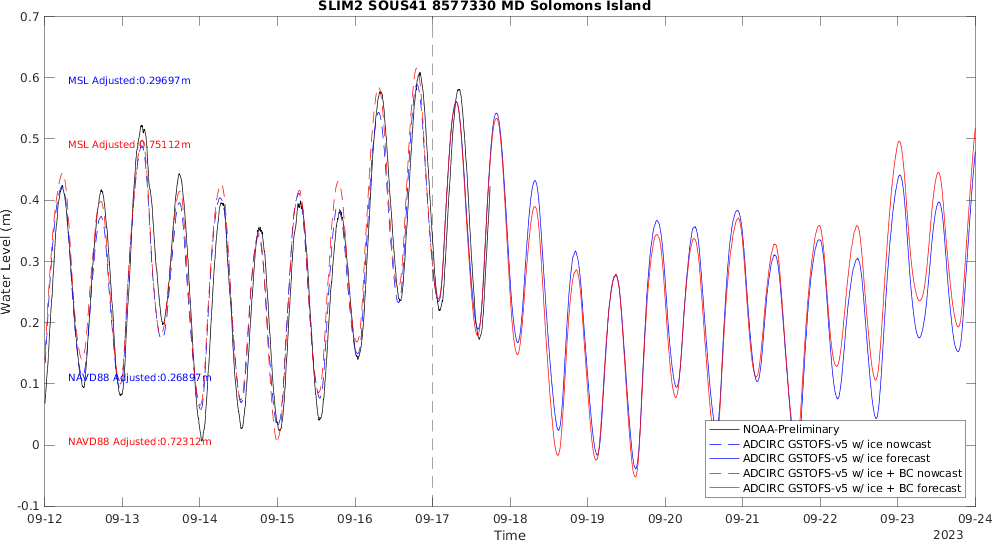 SLIM2 SOUS41 8577330 MD Solomons Island
Water Level (m)
0.7
0.6
0.5
0.4
0.3
0.2
0.1
0
-0.1
MSL Adjusted:0.29697m
MSL Adjusted:0.75112m
NAVD88 Adjusted:0.26897m
NAVD88 Adjusted:0.72312m
NOAA-Preliminary
ADCIRC GSTOFS-v5 w/ ice nowcast
ADCIRC GSTOFS-v5 w/ ice forecast
ADCIRC GSTOFS-v5 w/ ice + BC nowcast
ADCIRC GSTOFS-v5 w/ ice + BC forecast
09-12 09-13 09-14 09-15 09-16 09-17 09-18 09-19 09-20 09-21 09-22 09-23 09-24
Time
2023